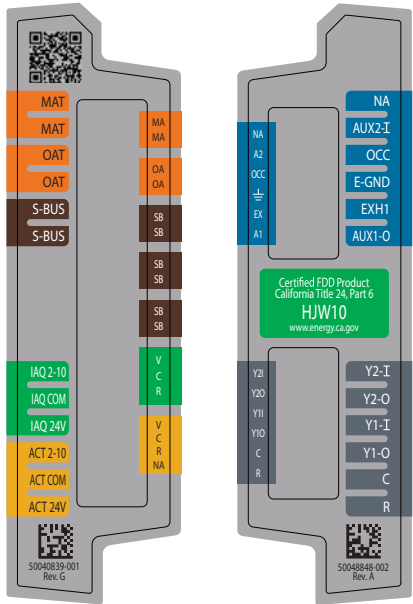 MAT
MAT
OAT
OAT
S-BUS
S-BUS
IAQ 2-10
IAQ COM
IAQ 24V
ACT 2-10
ACT COM
ACT 24V
MA
MA
OA
OA
SB
SB
SB
SB
SB
SB
V
C
R
V
C
R
NA
50040839-001
Rev. G
NA
A2
OCC
EX
A1
NA
AUX2-I
OCC
E-GND
EXH1
AUX1-O
Certified FDD Product
California Title 24, Part 6
HJW10
www.energy.ca.gov
Y2I
Y2O
Y1I
Y1O
C
R
Y2-I
Y2-O
Y1-I
Y1-O
C
R
50048848-002
Rev. A